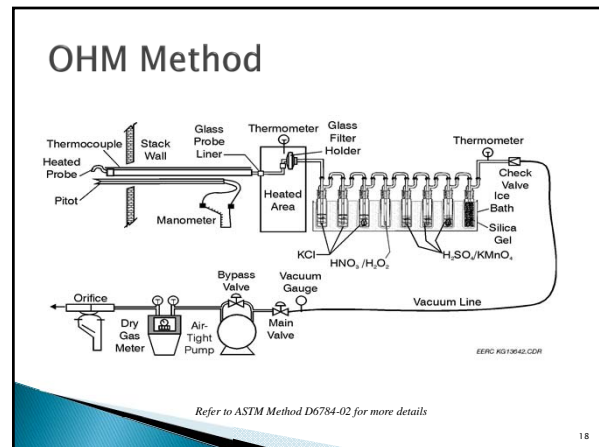 OHM Method
Thermocouple
Stack
Wall
Glass
Probe
Liner
Thermometer
Glass
Filter
Holder
Thermometer
Heated
Probe
Pitot
Manometer
Heated
Area
Check
Valve
Ice
Bath
Silica
Gel
KCl
HNO₃/H₂O₂
H₂SO₄/KMnO₄
Orifice
Bypass
Valve
Vacuum
Gauge
Vacuum Line
Dry
Gas
Meter
Air-
Tight
Pump
Main
Valve
EERC KG13642.CDR
Refer to ASTM Method D6784-02 for more details
18